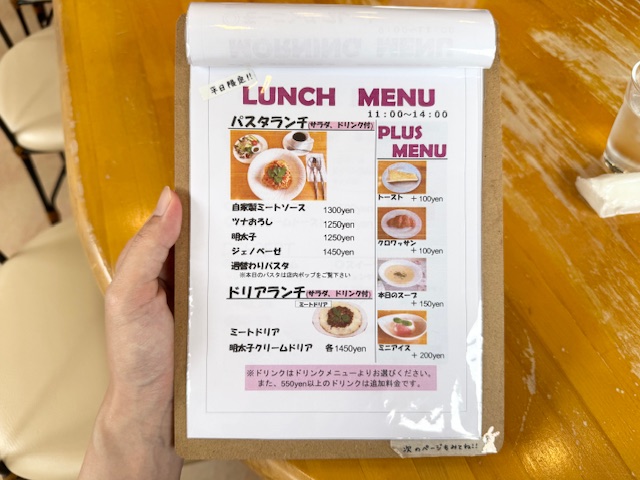 MORNING MENU
平日限定!!
LUNCH MENU
11:00～14:00
パスタランチ(サラダ、ドリンク付)
自家製ミートソース 1300yen
ツナおろし 1250yen
明太子 1250yen
ジェノベーゼ 1450yen
週替わりパスタ
※本日のパスタは店内ポップをご覧下さい
ドリアランチ(サラダ、ドリンク付)
ミートドリア
ミートドリア
明太子クリームドリア 各1450yen
PLUS
MENU
トースト
+100yen
クロワッサン
+100yen
本日のスープ
+150yen
ミニアイス
+200yen
※ドリンクはドリンクメニューよりお選びください。
また、550yen以上のドリンクは追加料金です。
次のページもみてね!!